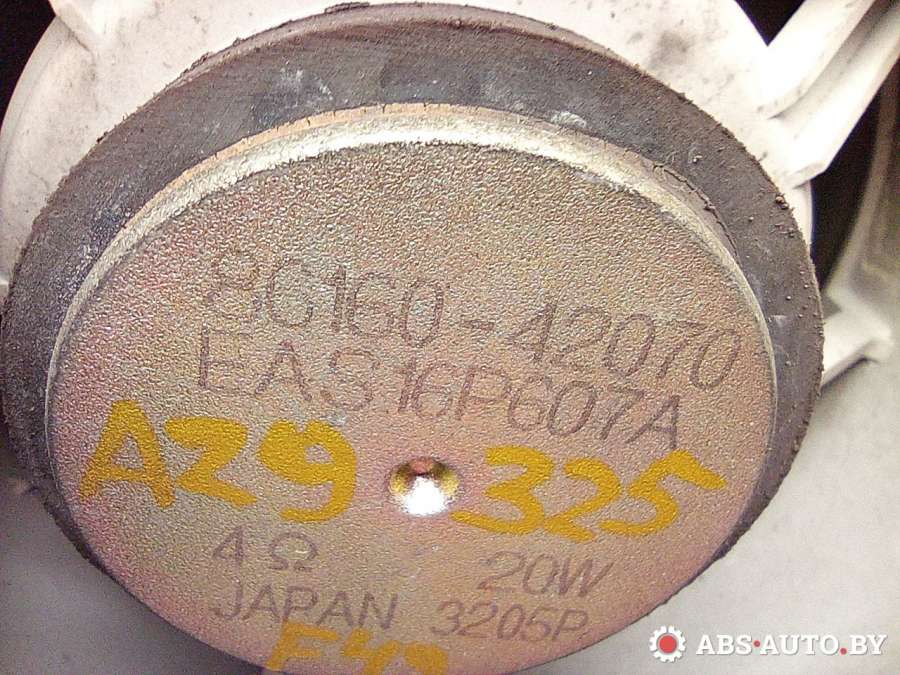 86160-42070
EAS16P607A
AZ9 325
4Ω 20W
JAPAN 3205P
ABS-AUTO.BY